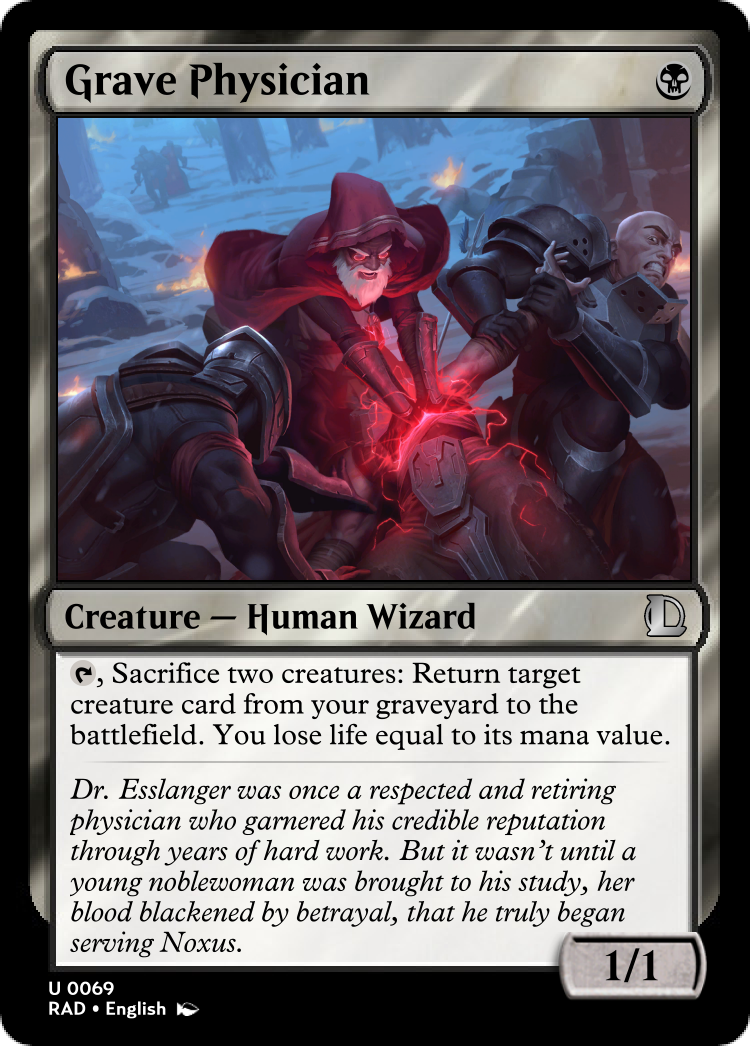 Grave Physician
Creature — Human Wizard
, Sacrifice two creatures: Return target
creature card from your graveyard to the
battlefield. You lose life equal to its mana value.
Dr. Esslanger was once a respected and retiring
physician who garnered his credible reputation
through years of hard work. But it wasn't until a
young noblewoman was brought to his study, her
blood blackened by betrayal, that he truly began
serving Noxus.
1/1
U 0069
RAD • English